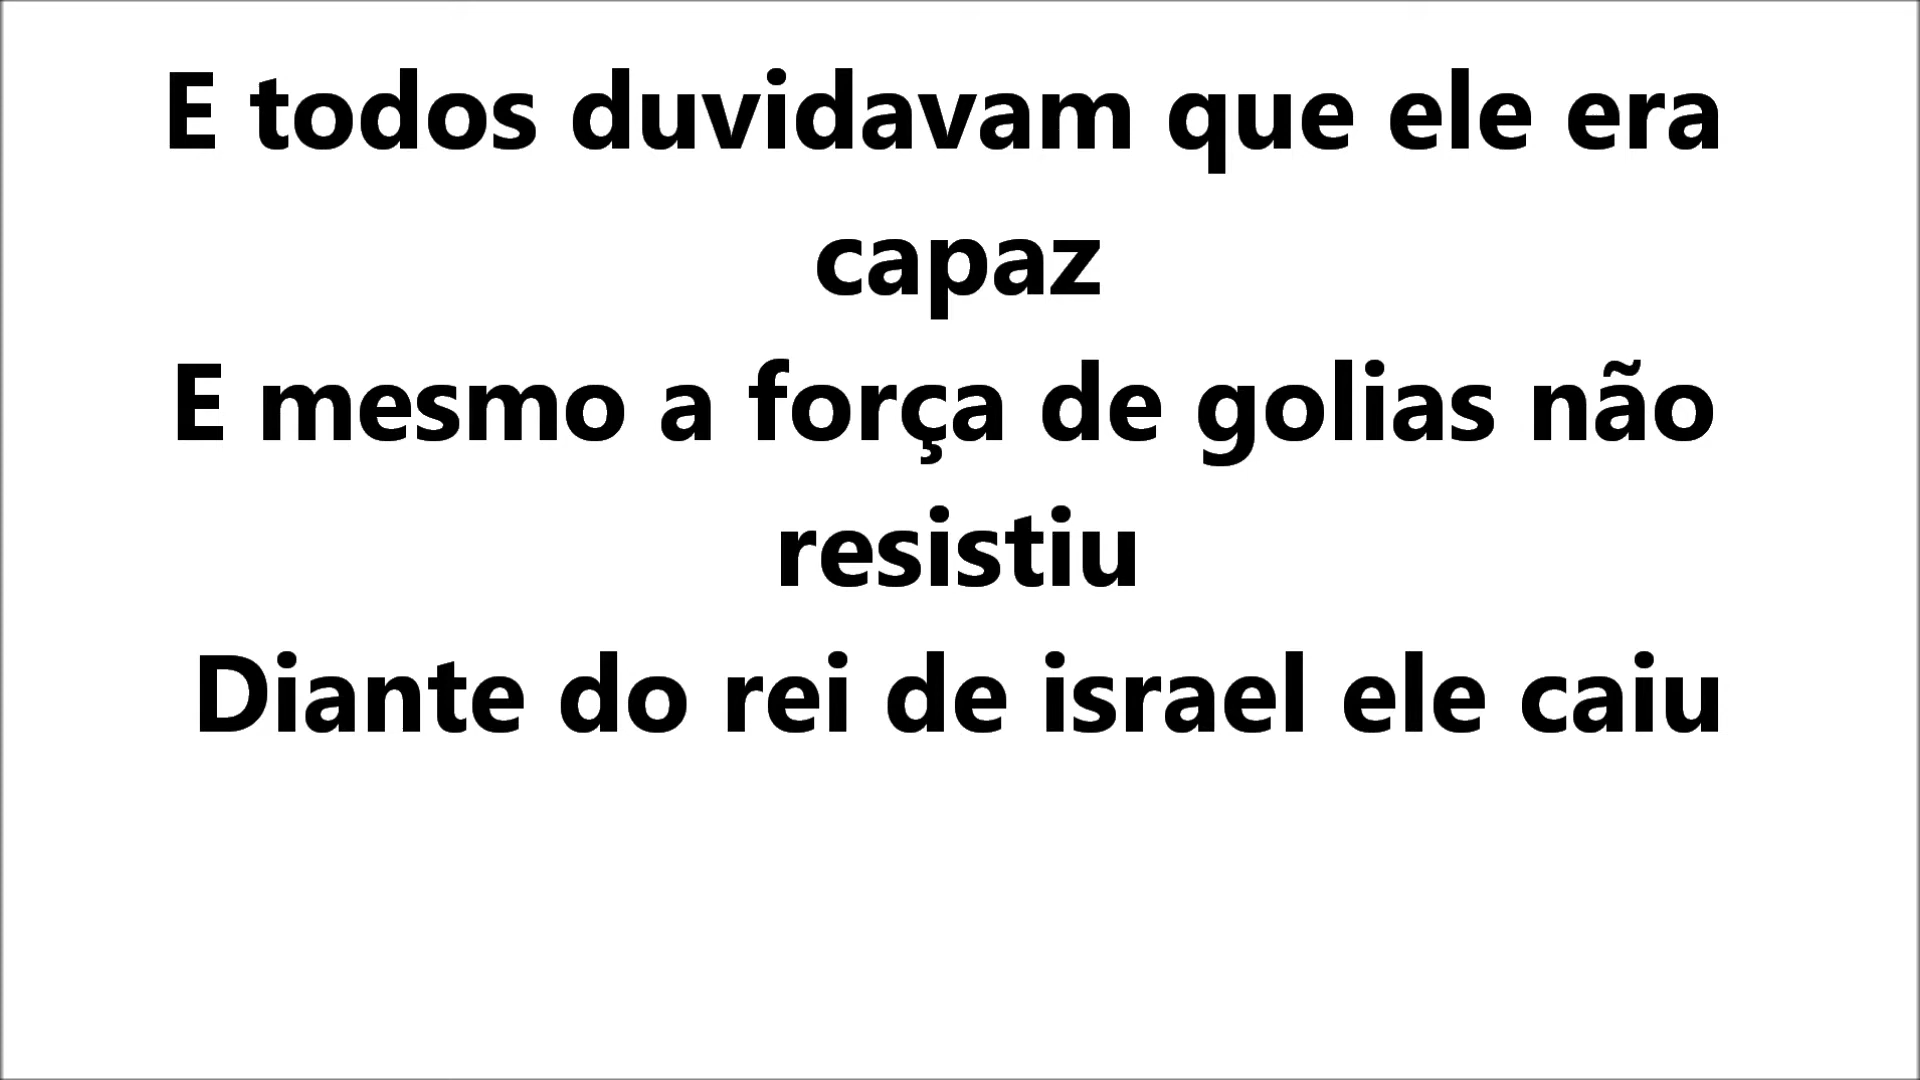 E todos duvidavam que ele era
capaz
E mesmo a força de golias não
resistiu
Diante do rei de israel ele caiu